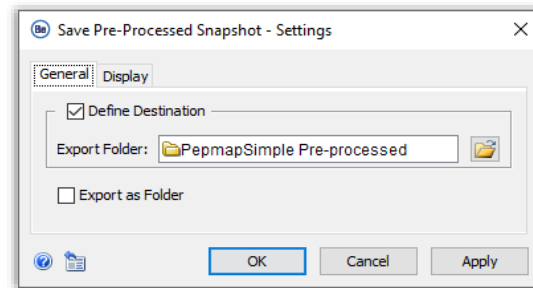 Be Save Pre-Processed Snapshot - Settings
General Display
Define Destination
Export Folder: PepmapSimple Pre-processed
Export as Folder
OK Cancel Apply